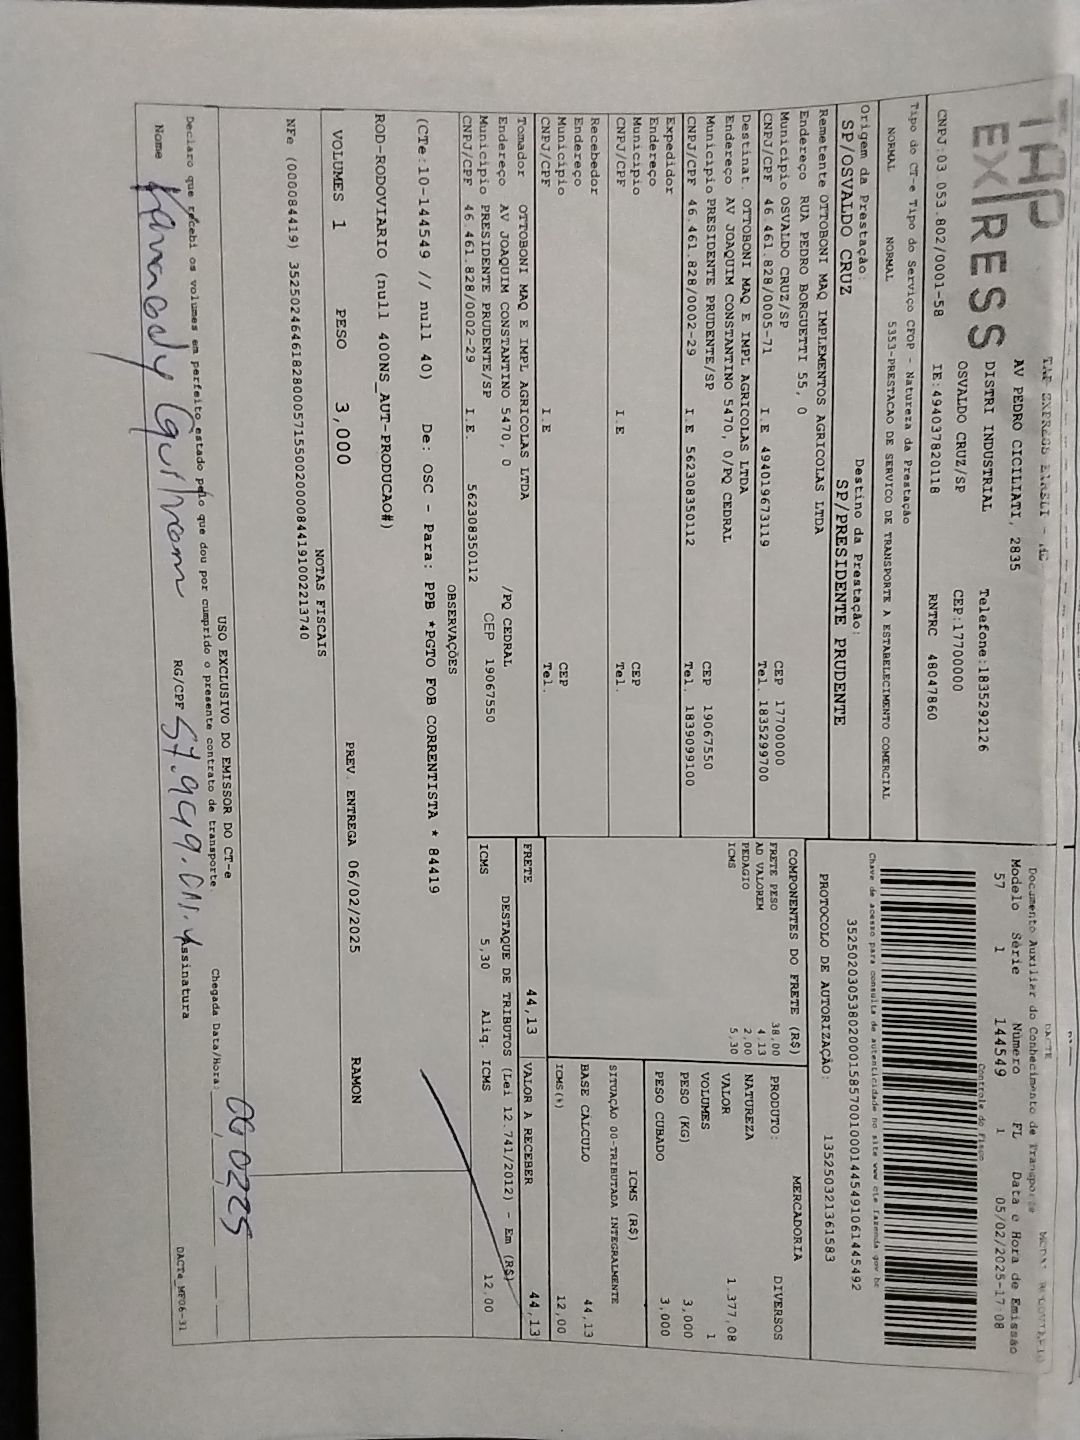 TAP
EXPRESS
TAP EXPRESS EIRELI - ME
AV PEDRO CICILIATI, 2835
DISTRI INDUSTRIAL Telefone:1835292126
OSVALDO CRUZ/SP CEP:17700000
CNPJ:03 053.802/0001-58 IE:494037820118 RNTRC 48047860
Tipo do CT-e Tipo do Serviço CFOP - Natureza da Prestação
NORMAL NORMAL 5353-PRESTACAO DE SERVICO DE TRANSPORTE A ESTABELECIMENTO COMERCIAL
Origem da Prestação: Destino da Prestação:
SP/OSVALDO CRUZ SP/PRESIDENTE PRUDENTE
Remetente OTTOBONI MAQ IMPLEMENTOS AGRICOLAS LTDA
Endereço RUA PEDRO BORGUETTI 55, 0
Municipio OSVALDO CRUZ/SP CEP 17700000
CNPJ/CPF 46.461.828/0005-71 I.E 494019673119 Tel. 1835299700
Destinat. OTTOBONI MAQ E IMPL AGRICOLAS LTDA
Endereço AV JOAQUIM CONSTANTINO 5470, 0/PQ CEDRAL
Municipio PRESIDENTE PRUDENTE/SP CEP 19067550
CNPJ/CPF 46.461.828/0002-29 I.E 562308350112 Tel. 1839099100
Expedidor
Endereço
Municipio CEP
CNPJ/CPF I.E Tel.
Recebedor
Endereço
Municipio CEP
CNPJ/CPF I.E Tel.
Tomador OTTOBONI MAQ E IMPL AGRICOLAS LTDA
Endereço AV JOAQUIM CONSTANTINO 5470, 0 /PQ CEDRAL
Municipio PRESIDENTE PRUDENTE/SP CEP 19067550
CNPJ/CPF 46.461.828/0002-29 I.E. 562308350112
DACTE
Documento Auxiliar do Conhecimento de Transporte
Modelo Série Número FL Data e Hora de Emissão
57 1 144549 1 05/02/2025-17:08
Controle do Fisco
Chave de acesso para consulta de autenticidade no site www cte fazenda gov br
35250203053802000158570010001445491061445492
PROTOCOLO DE AUTORIZAÇÃO: 135250321361583
COMPONENTES DO FRETE (R$)
FRETE PESO 38,00
AD VALOREM 4,13
PEDAGIO 2,00
ICMS 5,30
MERCADORIA
PRODUTO: DIVERSOS
NATUREZA
VALOR 1.377,08
VOLUMES 1
PESO (KG) 3,000
PESO CUBADO 3,000
ICMS (R$)
SITUAÇÃO 00-TRIBUTADA INTEGRALMENTE
BASE CÁLCULO 44,13
ICMS(%) 12,00
FRETE 44,13 VALOR A RECEBER 44,13
DESTAQUE DE TRIBUTOS (Lei 12.741/2012) - Em (R$)
ICMS 5,30 Aliq. ICMS 12.00
OBSERVAÇÕES
(CTe:10-144549 // null 40) De: OSC - Para: PPB *PGTO FOB CORRENTISTA * 84419
ROD-RODOVIARIO (null 400NS_AUT-PRODUCAO#)
VOLUMES 1 PESO 3,000 PREV. ENTREGA 06/02/2025 RAMON
NOTAS FISCAIS
NFe (000084419) 35250246461828000571550020000844191002213740
USO EXCLUSIVO DO EMISSOR DO CT-e
Declaro que recebi os volumes em perfeito estado pelo que dou por cumprido o presente contrato de transporte. Chegada Data/Hora:
Nome RG/CPF Assinatura
DACTe_MF06-31